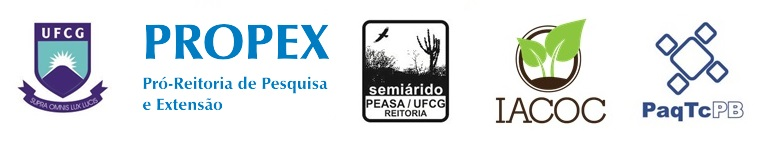 UFCG
SUPRA OMNIS LUX LUCIS
PROPEX
Pró-Reitoria de Pesquisa
e Extensão
semiárido
PEASA / UFCG
REITORIA
IACOC
PaqTcPB